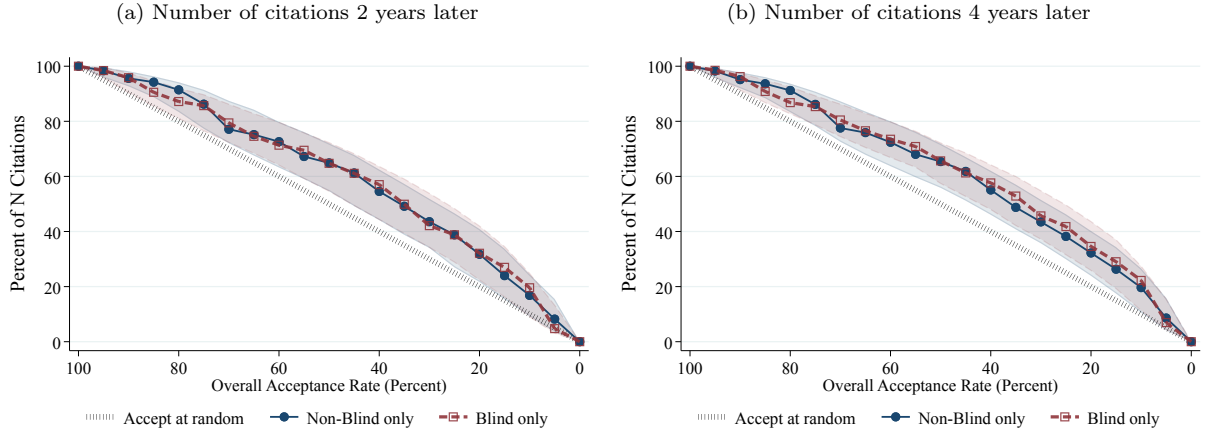 (a) Number of citations 2 years later
Percent of N Citations
100
80
60
40
20
0
100 80 60 40 20 0
Overall Acceptance Rate (Percent)
Accept at random Non-Blind only Blind only
(b) Number of citations 4 years later
Percent of N Citations
100
80
60
40
20
0
100 80 60 40 20 0
Overall Acceptance Rate (Percent)
Accept at random Non-Blind only Blind only